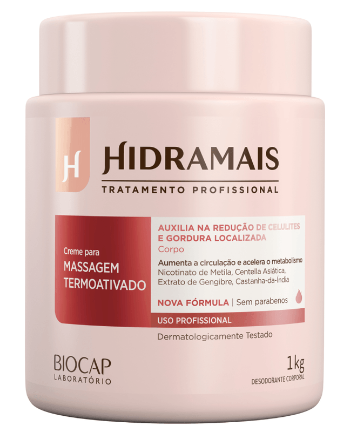 H
HIDRAMAIS
TRATAMENTO PROFISSIONAL
Creme para
MASSAGEM
TERMOATIVADO
AUXILIA NA REDUÇÃO DE CELULITES
E GORDURA LOCALIZADA
Corpo
Aumenta a circulação e acelera o metabolismo
Nicotinato de Metila, Centella Asiática,
Extrato de Gengibre, Castanha-da-Índia
NOVA FÓRMULA | Sem parabenos
USO PROFISSIONAL
Dermatologicamente Testado
BIOCAP
LABORATÓRIO
1kg
DESODORANTE CORPORAL